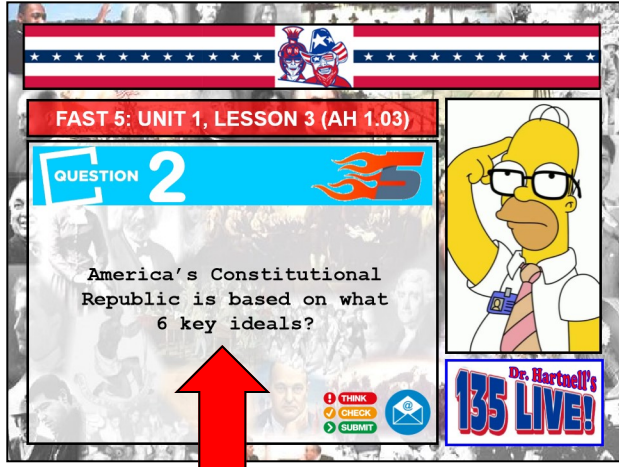 FAST 5: UNIT 1, LESSON 3 (AH 1.03)
QUESTION 2
5
America's Constitutional
Republic is based on what
6 key ideals?
! THINK
CHECK
SUBMIT
@
Dr. Hartnell's
135 LIVE!